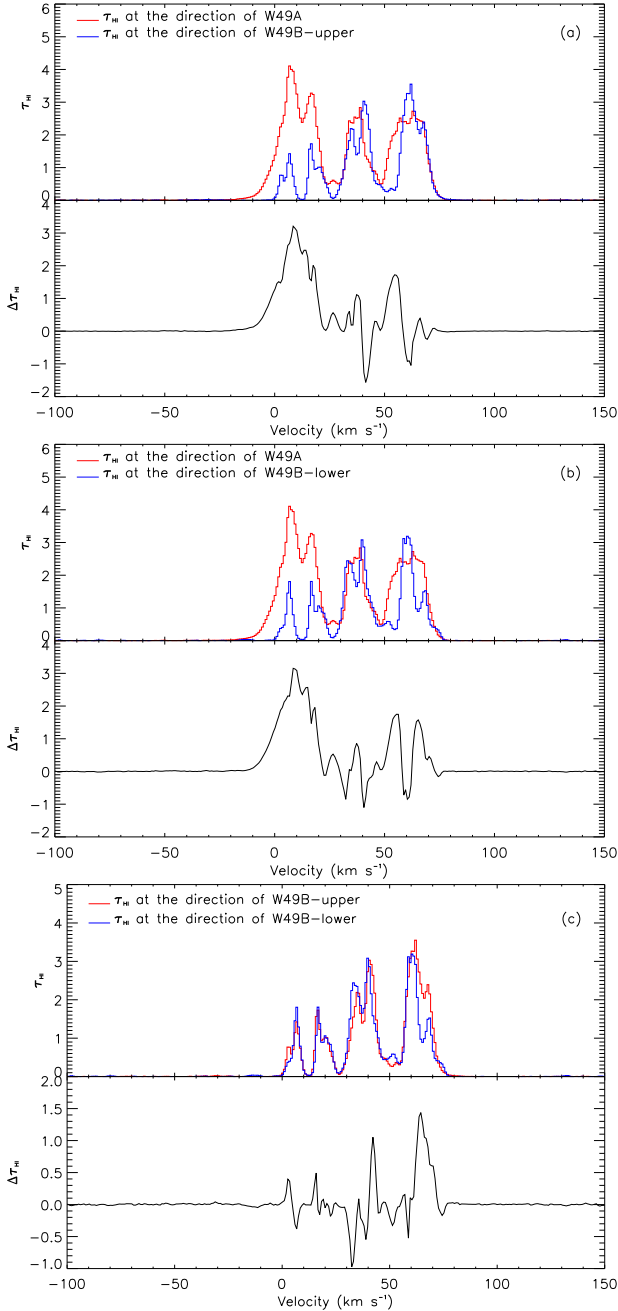 τHI at the direction of W49A
τHI at the direction of W49B−upper
(a)
6
5
4
3
2
1
0
τHI
4
3
2
1
0
−1
−2
ΔτHI
−100 −50 0 50 100 150
Velocity (km s⁻¹)
τHI at the direction of W49A
τHI at the direction of W49B−lower
(b)
6
5
4
3
2
1
0
τHI
4
3
2
1
0
−1
−2
ΔτHI
−100 −50 0 50 100 150
Velocity (km s⁻¹)
τHI at the direction of W49B−upper
τHI at the direction of W49B−lower
(c)
5
4
3
2
1
0
τHI
2.0
1.5
1.0
0.5
0.0
−0.5
−1.0
ΔτHI
−100 −50 0 50 100 150
Velocity (km s⁻¹)